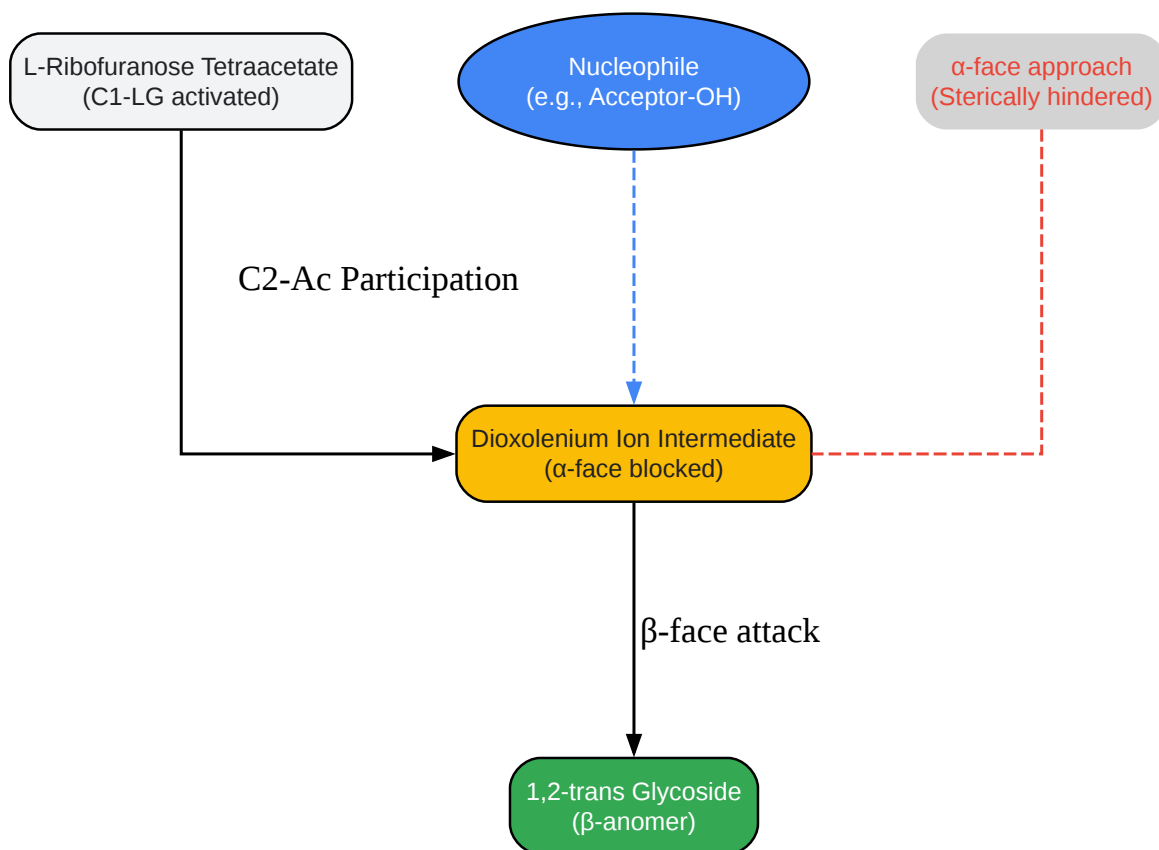 L-Ribofuranose Tetraacetate
(C1-LG activated)
Nucleophile
(e.g., Acceptor-OH)
α-face approach
(Sterically hindered)
C2-Ac Participation
Dioxolenium Ion Intermediate
(α-face blocked)
β-face attack
1,2-trans Glycoside
(β-anomer)